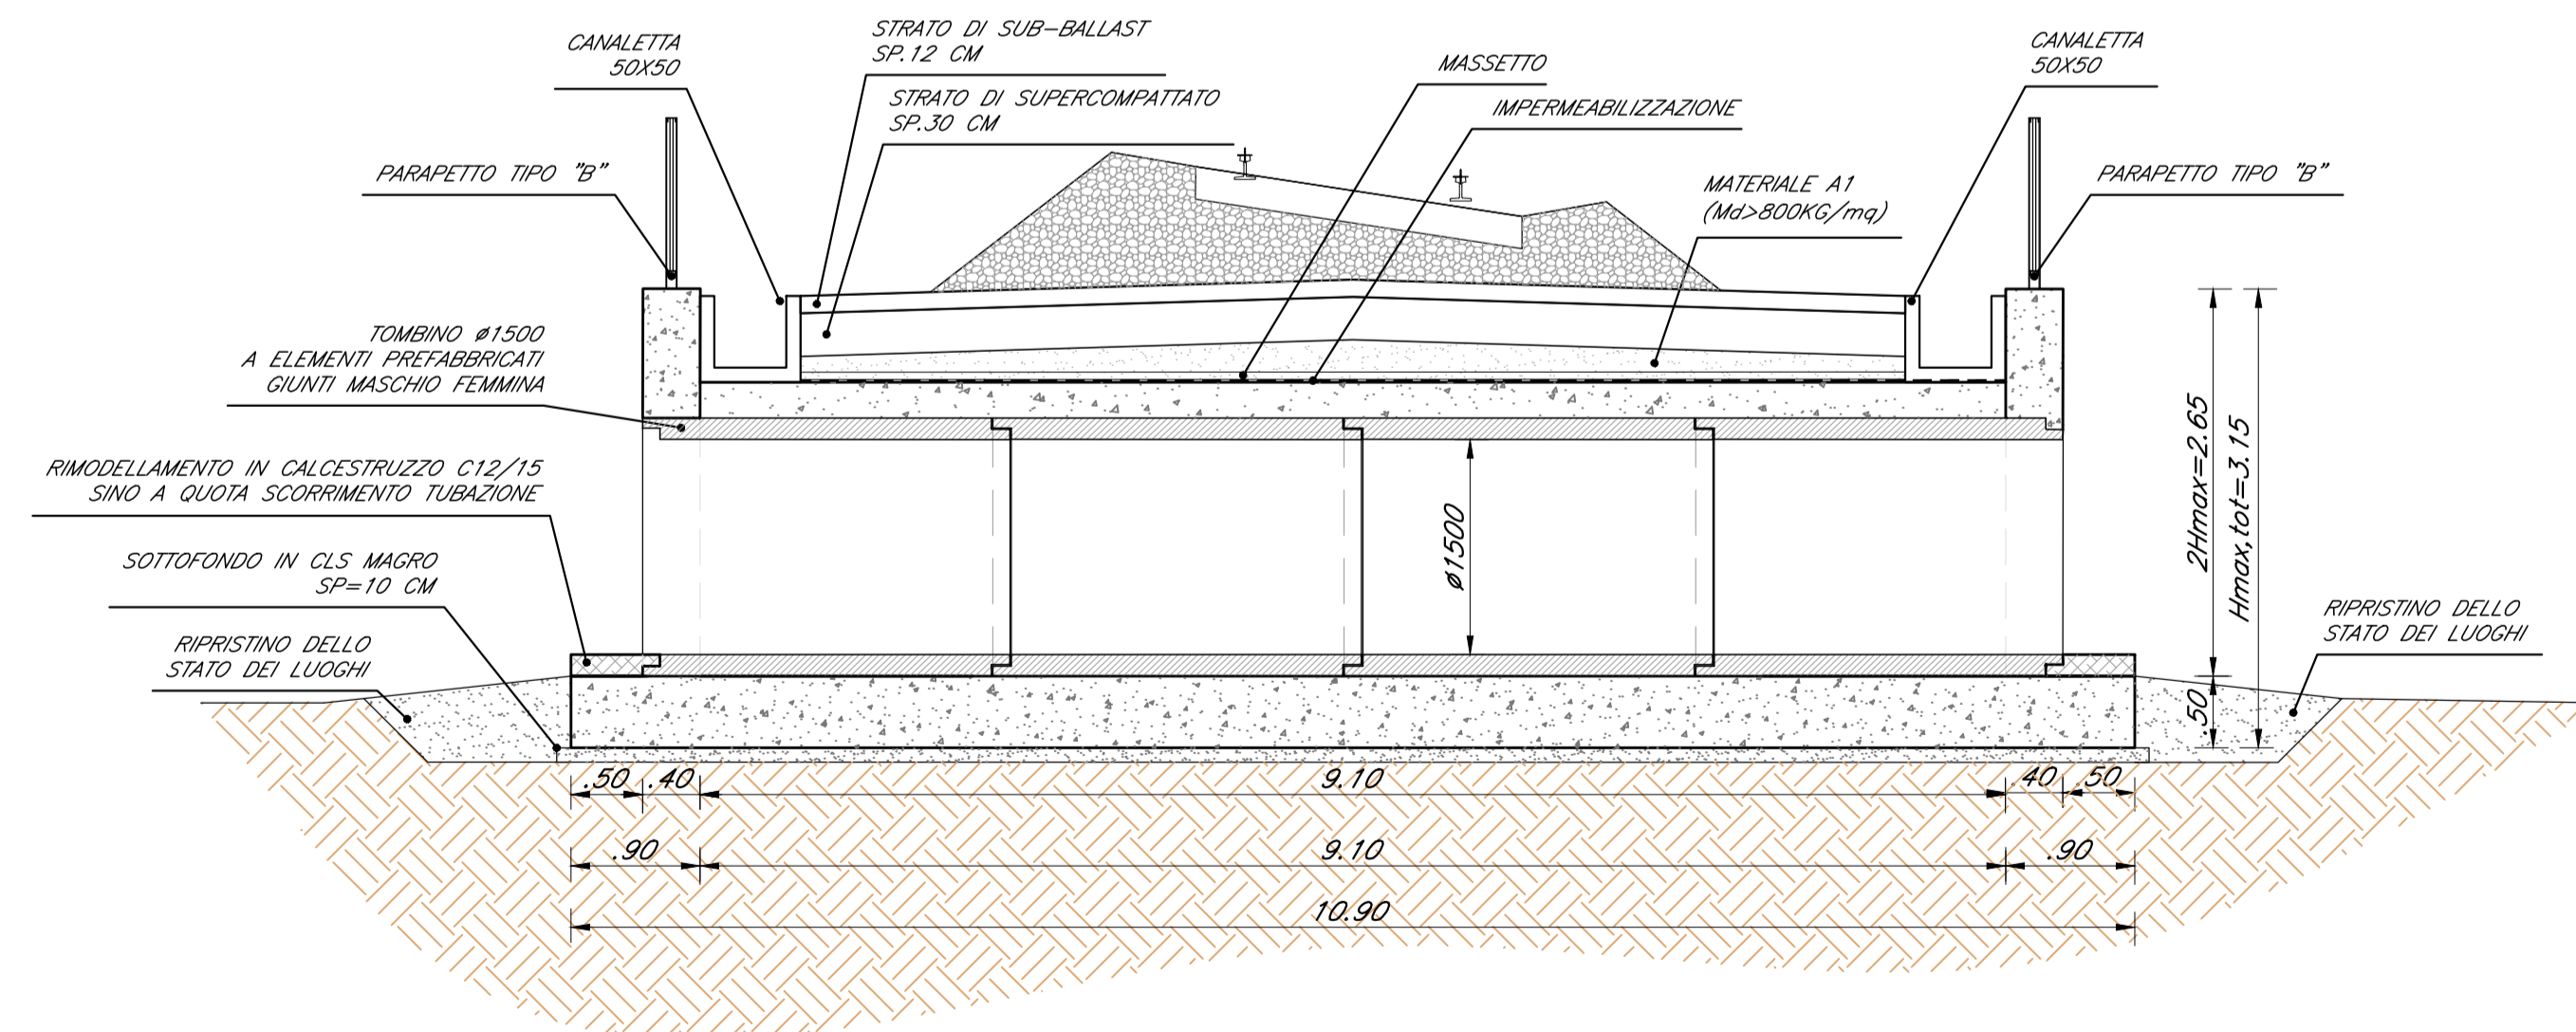 CANALETTA
50X50
STRATO DI SUB-BALLAST
SP.12 CM
STRATO DI SUPERCOMPATTATO
SP.30 CM
MASSETTO
IMPERMEABILIZZAZIONE
CANALETTA
50X50
PARAPETTO TIPO "B"
MATERIALE A1
(Md>800KG/mq)
PARAPETTO TIPO "B"
TOMBINO ø1500
A ELEMENTI PREFABBRICATI
GIUNTI MASCHIO FEMMINA
RIMODELLAMENTO IN CALCESTRUZZO C12/15
SINO A QUOTA SCORRIMENTO TUBAZIONE
SOTTOFONDO IN CLS MAGRO
SP=10 CM
RIPRISTINO DELLO
STATO DEI LUOGHI
ø1500
2Hmax=2.65
Hmax,tot=3.15
.50
RIPRISTINO DELLO
STATO DEI LUOGHI
.50 .40 9.10 .40 .50
.90 9.10 .90
10.90